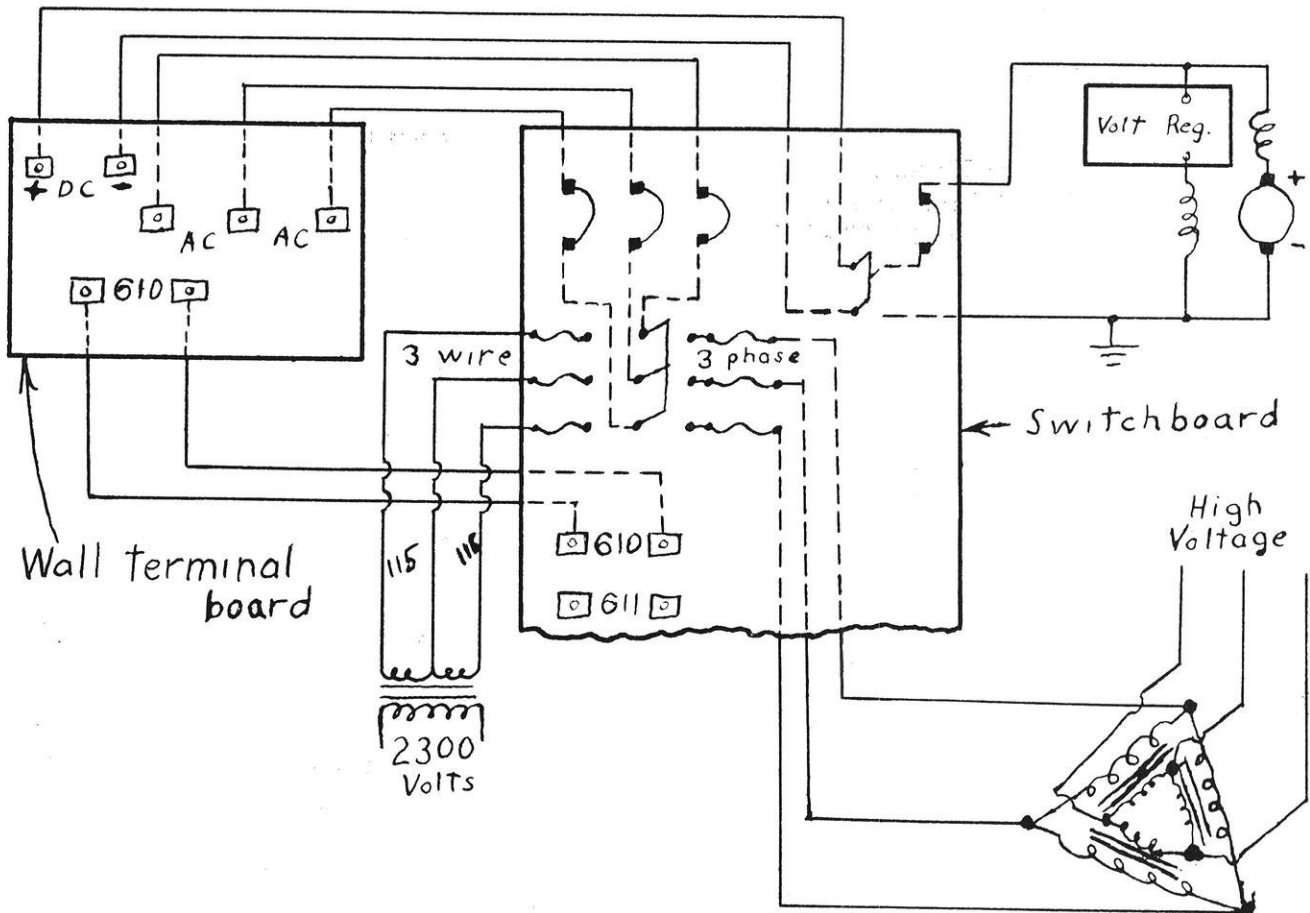 Volt Reg.
+
-
+ DC -
AC AC
610
3 wire
3 phase
Switchboard
High
Voltage
Wall terminal
board
115
115
610
611
2300
Volts